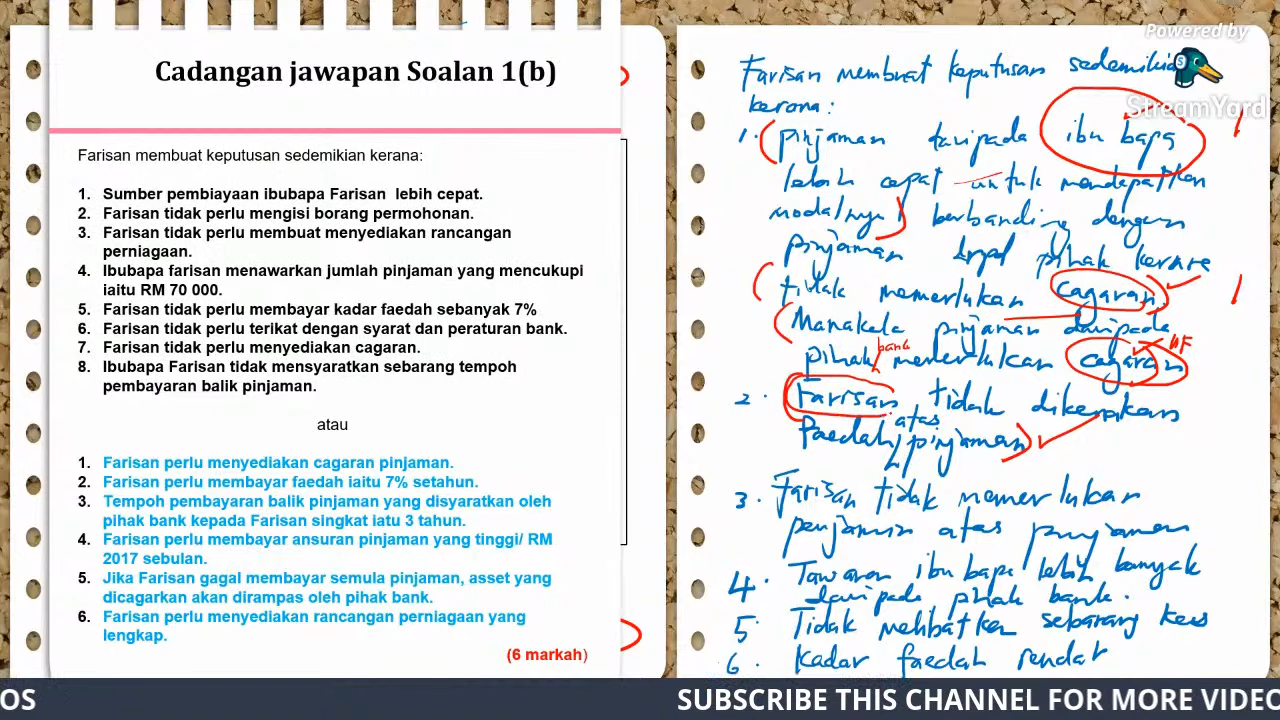 Cadangan jawapan Soalan 1(b)
Farisan membuat keputusan sedemikian kerana:
1. Sumber pembiayaan ibubapa Farisan lebih cepat.
2. Farisan tidak perlu mengisi borang permohonan.
3. Farisan tidak perlu membuat menyediakan rancangan
perniagaan.
4. Ibubapa farisan menawarkan jumlah pinjaman yang mencukupi
iaitu RM 70 000.
5. Farisan tidak perlu membayar kadar faedah sebanyak 7%
6. Farisan tidak perlu terikat dengan syarat dan peraturan bank.
7. Farisan tidak perlu menyediakan cagaran.
8. Ibubapa Farisan tidak mensyaratkan sebarang tempoh
pembayaran balik pinjaman.
atau
1. Farisan perlu menyediakan cagaran pinjaman.
2. Farisan perlu membayar faedah iaitu 7% setahun.
3. Tempoh pembayaran balik pinjaman yang disyaratkan oleh
pihak bank kepada Farisan singkat iatu 3 tahun.
4. Farisan perlu membayar ansuran pinjaman yang tinggi/ RM
2017 sebulan.
5. Jika Farisan gagal membayar semula pinjaman, asset yang
dicagarkan akan dirampas oleh pihak bank.
6. Farisan perlu menyediakan rancangan perniagaan yang
lengkap.
(6 markah)
Powered by
StreamYard
Farisan membuat keputusan
kerana:
1. pinjaman daripada ibu bapa 1
lebih cepat untuk mendapatkan
modalnya berbanding dengan
pinjaman drpd pihak kerana
tidak memerlukan cagaran. 1
Manakala pinjaman daripada
pihak bank memerlukan cagaran
2. Farisan tidak dikenakan
faedah atas pinjaman
3. Farisan tidak memerlukan
penjamin atas pinjaman
4. Tawaran ibu bapa lebih banyak
daripada pihak bank.
5 Tidak melibatkan sebarang kos
6. kadar faedah rendah
OS
SUBSCRIBE THIS CHANNEL FOR MORE VIDEO